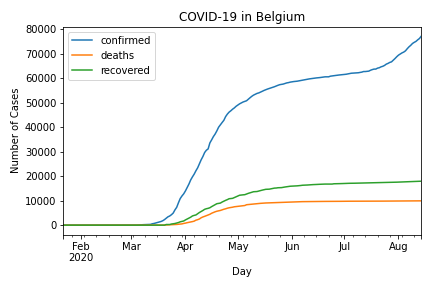 COVID-19 in Belgium
80000
70000
60000
50000
40000
30000
20000
10000
0
Number of Cases
confirmed
deaths
recovered
Feb Mar Apr May Jun Jul Aug
2020
Day